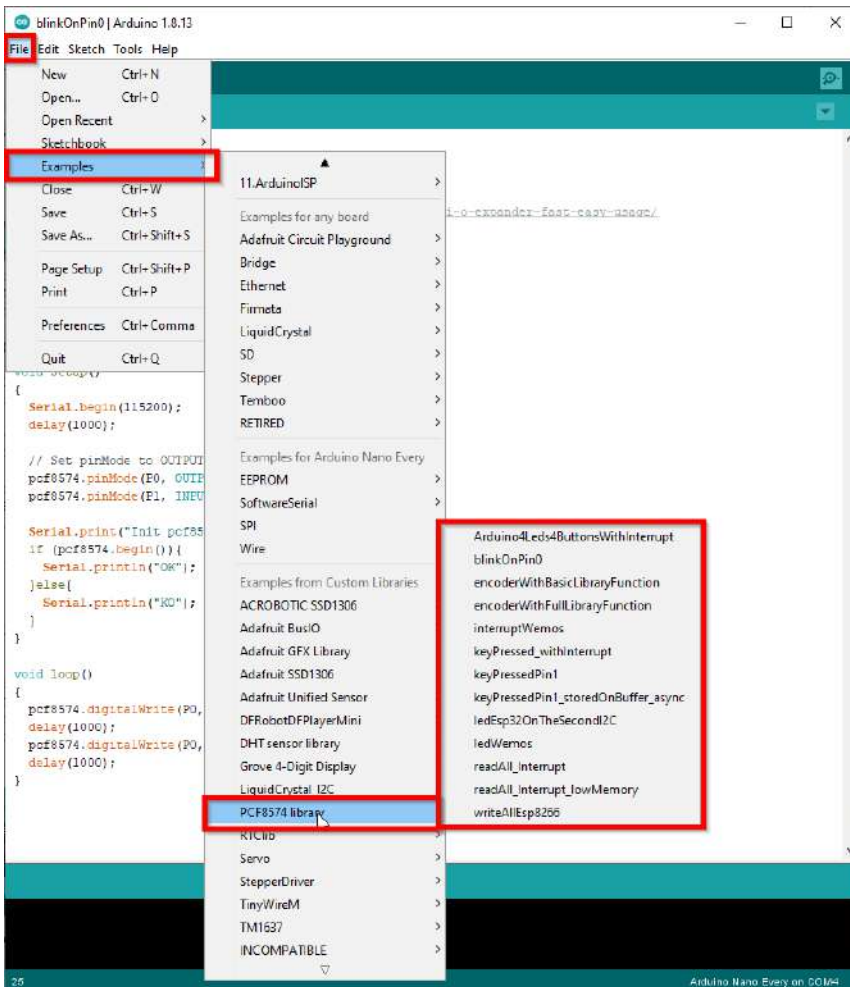 blinkOnPin0 | Arduino 1.8.13
File Edit Sketch Tools Help
New Ctrl+N
Open... Ctrl+O
Open Recent
Sketchbook
Examples
Close Ctrl+W
Save Ctrl+S
Save As... Ctrl+Shift+S
Page Setup Ctrl+Shift+P
Print Ctrl+P
Preferences Ctrl+Comma
Quit Ctrl+Q
11.ArduinoISP
Examples for any board
Adafruit Circuit Playground
Bridge
Ethernet
Firmata
LiquidCrystal
SD
Stepper
Temboo
RETIRED
Examples for Arduino Nano Every
EEPROM
SoftwareSerial
SPI
Wire
Examples from Custom Libraries
ACROBOTIC SSD1306
Adafruit BusIO
Adafruit GFX Library
Adafruit SSD1306
Adafruit Unified Sensor
DFRobotDFPlayerMini
DHT sensor library
Grove 4-Digit Display
LiquidCrystal_I2C
PCF8574 library
RTClib
Servo
StepperDriver
TinyWireM
TM1637
INCOMPATIBLE
Arduino4Leds4ButtonsWithInterrupt
blinkOnPin0
encoderWithBasicLibraryFunction
encoderWithFullLibraryFunction
interruptWemos
keyPressed_withInterrupt
keyPressedPin1
keyPressedPin1_storedOnBuffer_async
ledEsp32OnTheSecondI2C
ledWemos
readAll_Interrupt
readAll_Interrupt_lowMemory
writeAllEsp8266
i-o-expander-fast-easy-usage/
void setup()
{
Serial.begin(115200);
delay(1000);
// Set pinMode to OUTPUT
pcf8574.pinMode(P0, OUTP
pcf8574.pinMode(P1, INPU
Serial.print("Init pcf85
if (pcf8574.begin()){
Serial.println("OK");
}else{
Serial.println("KO");
}
}
void loop()
{
pcf8574.digitalWrite(P0,
delay(1000);
pcf8574.digitalWrite(P0,
delay(1000);
}
25
Arduino Nano Every on COM4